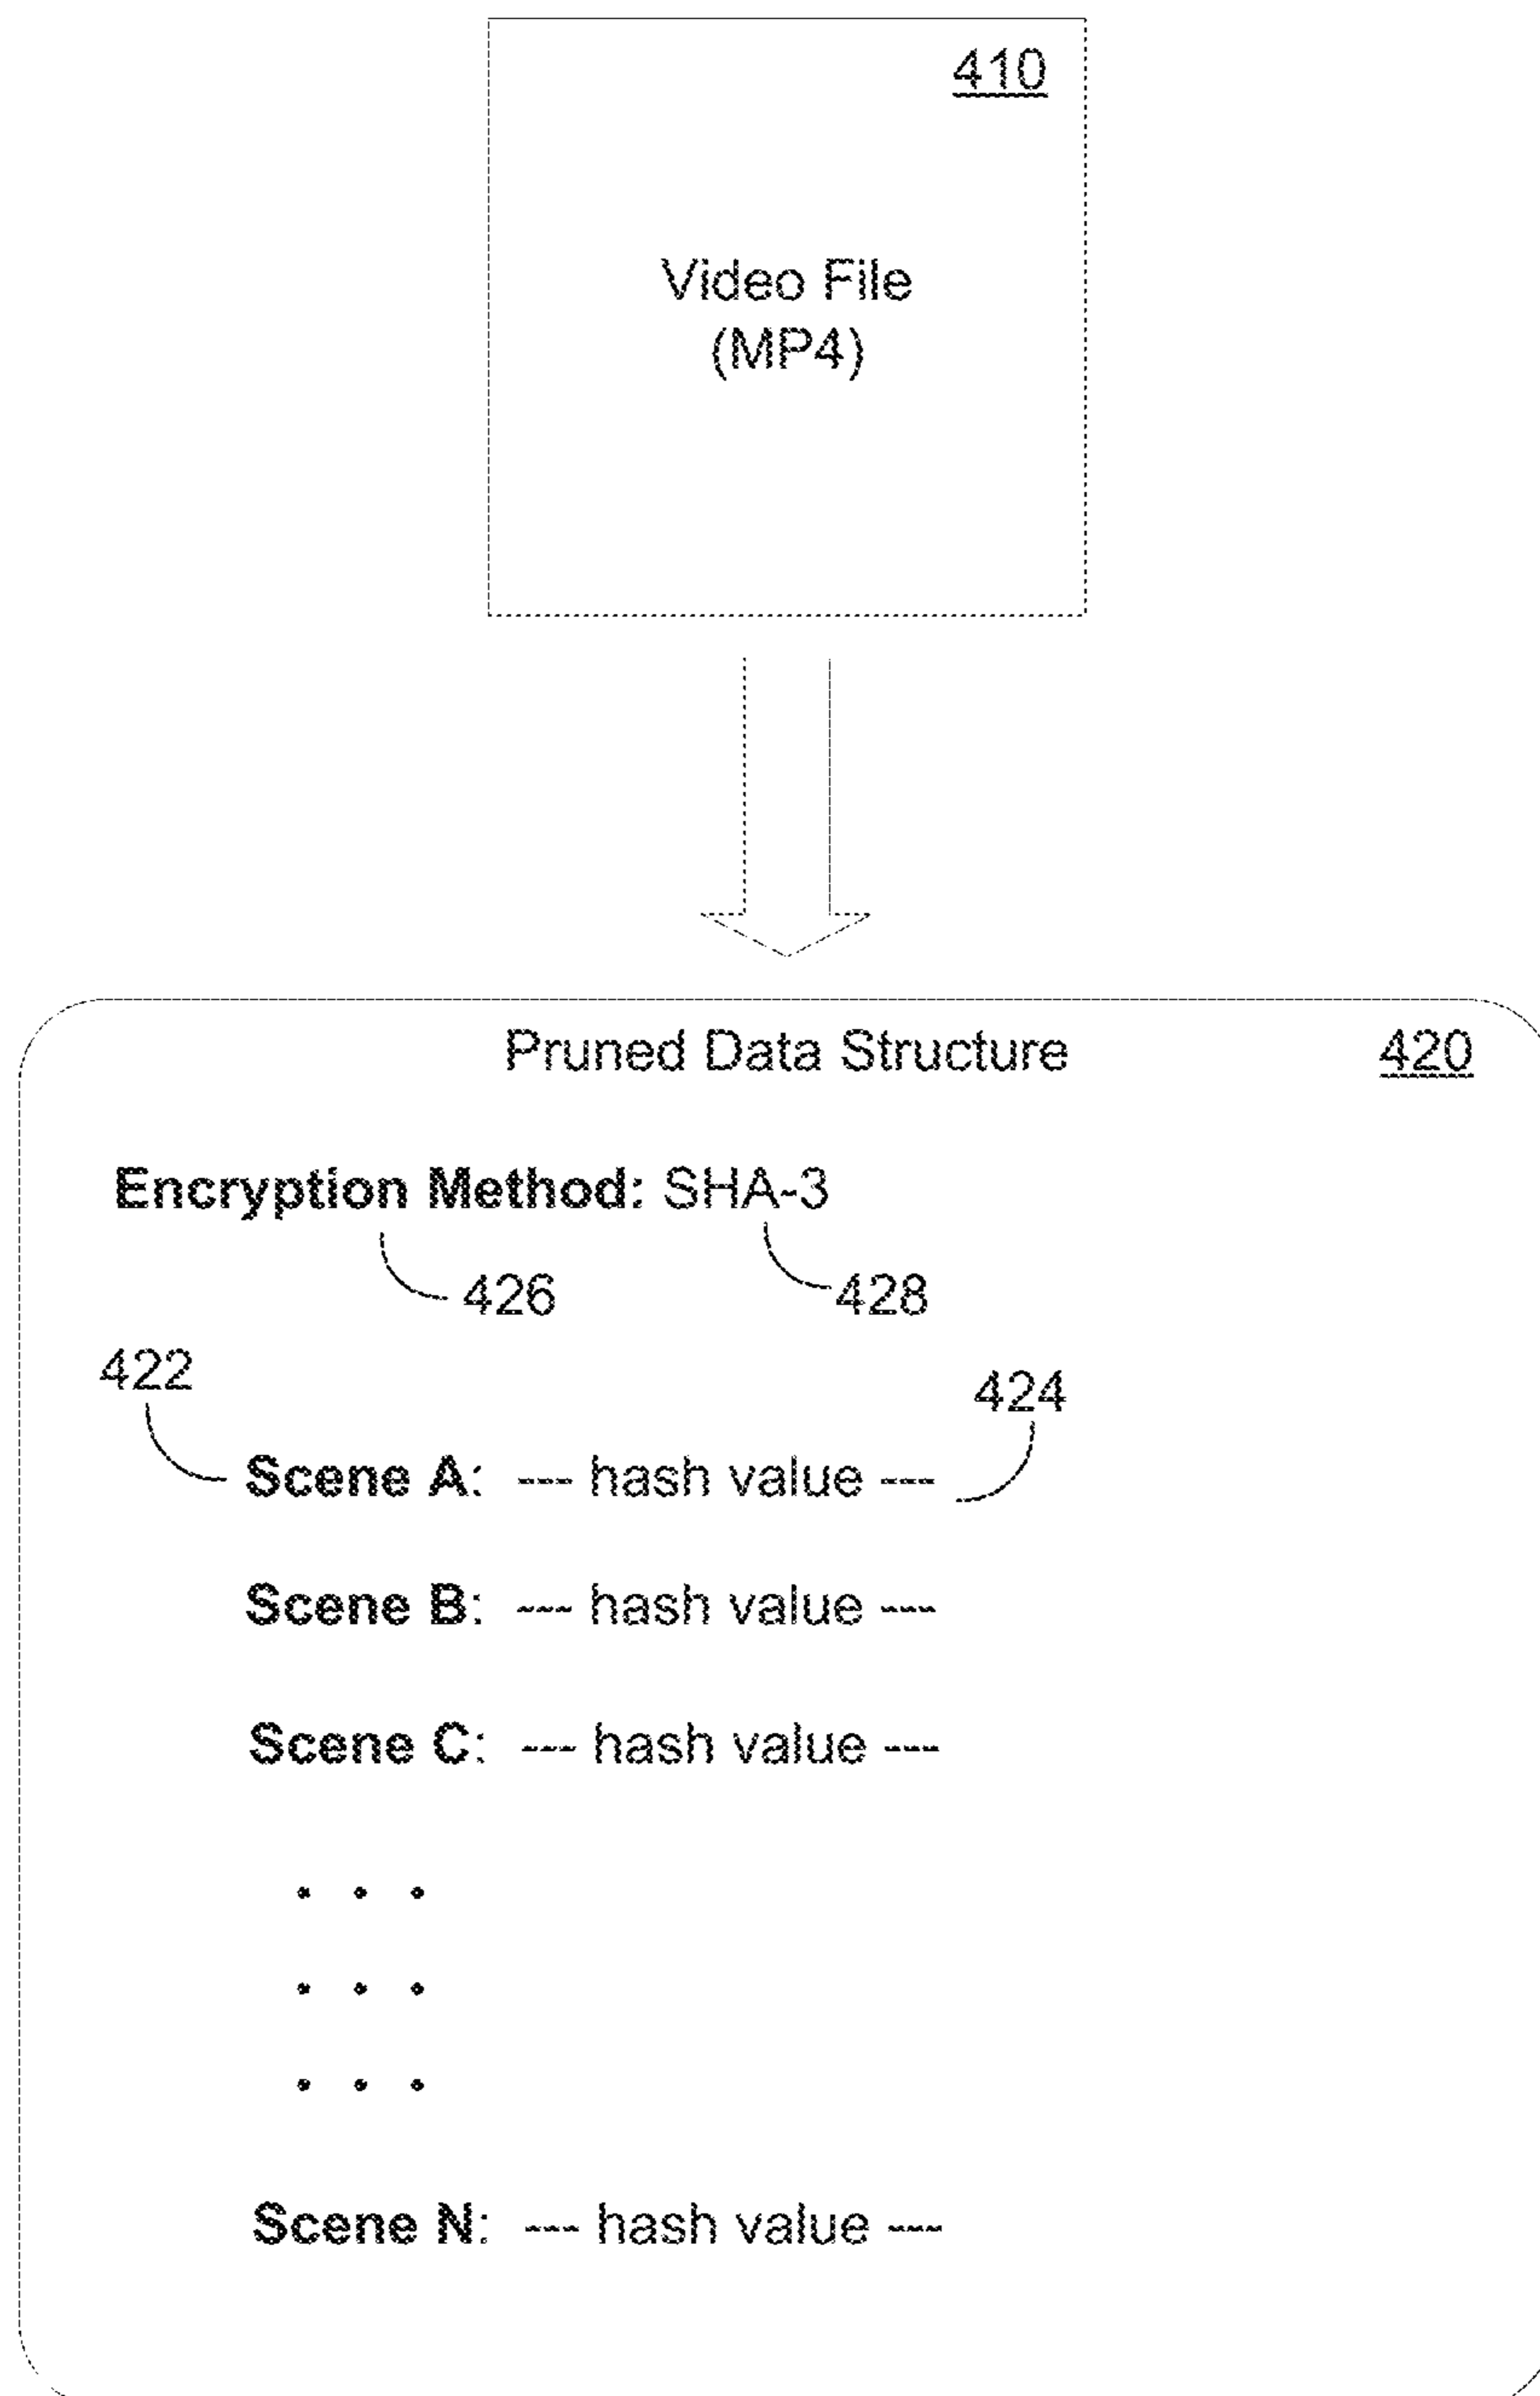 410
Video File
(MP4)
Pruned Data Structure 420
Encryption Method: SHA-3
426 428
422 424
Scene A: --- hash value ---
Scene B: --- hash value ---
Scene C: --- hash value ---
. . .
. . .
. . .
Scene N: --- hash value ---